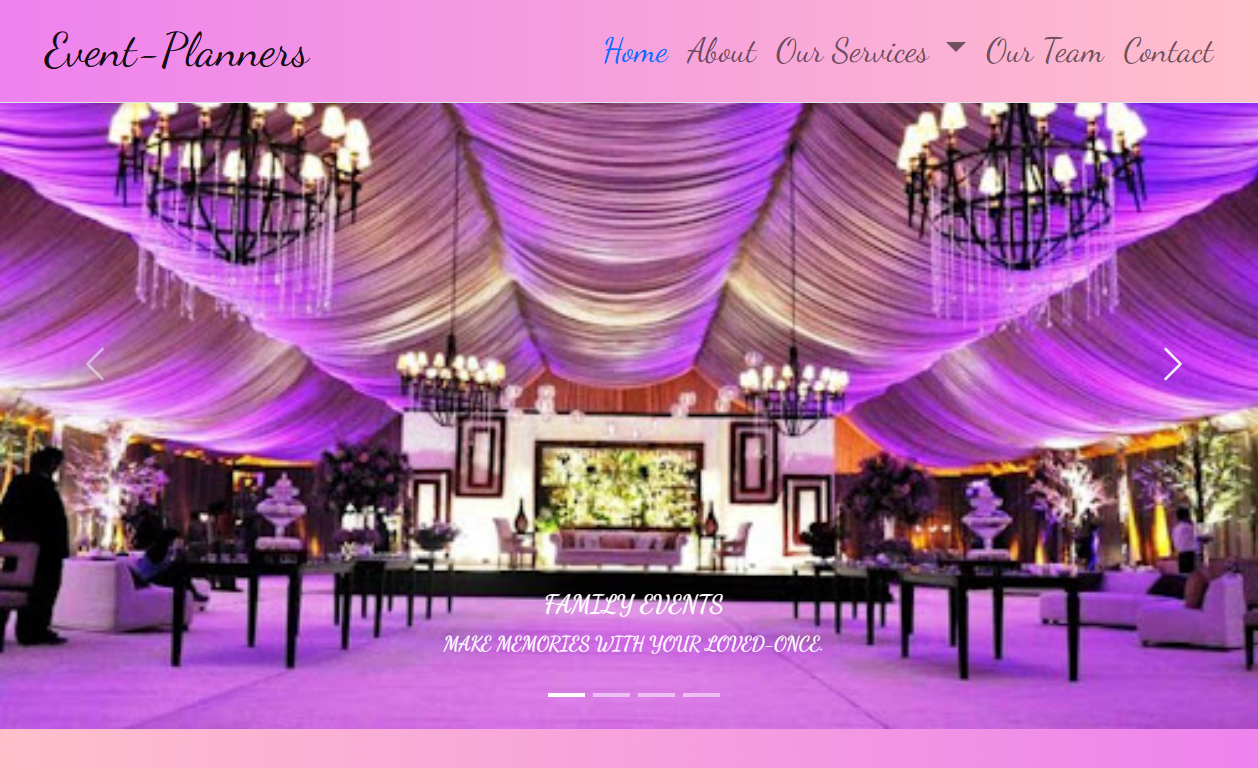 Event-Planners
Home About Our Services Our Team Contact
FAMILY EVENTS
MAKE MEMORIES WITH YOUR LOVED-ONCE.